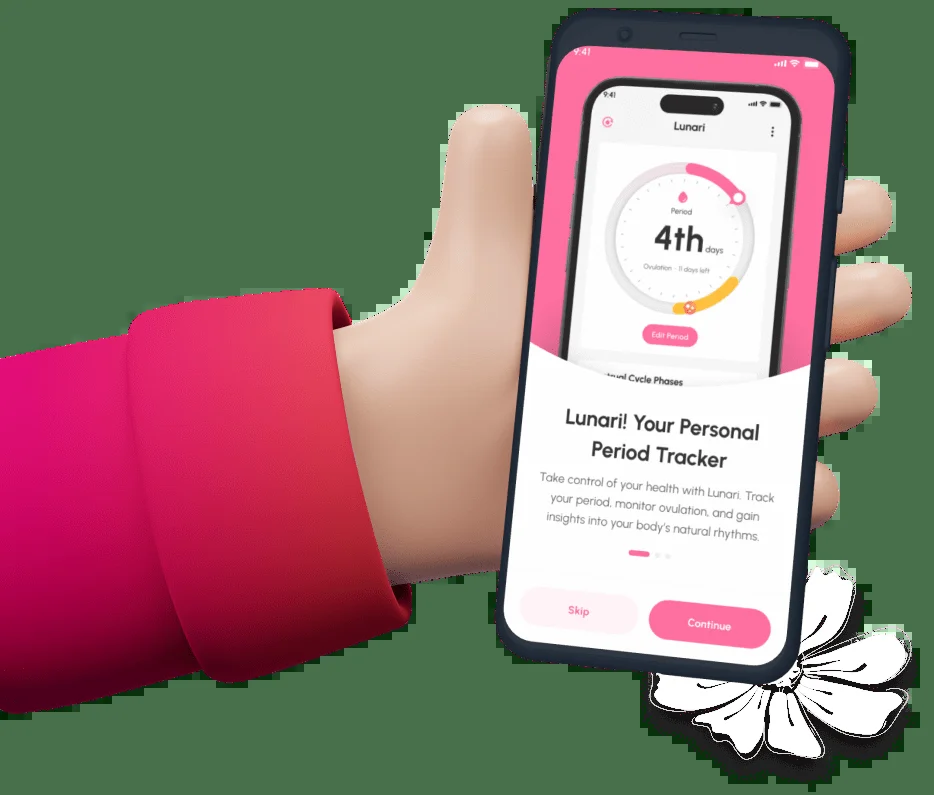 9:41
9:41
Lunari
Period
4th days
Ovulation - 11 days left
Edit Period
Cycle Phases
Lunari! Your Personal
Period Tracker
Take control of your health with Lunari. Track
your period, monitor ovulation, and gain
insights into your body's natural rhythms.
Skip
Continue